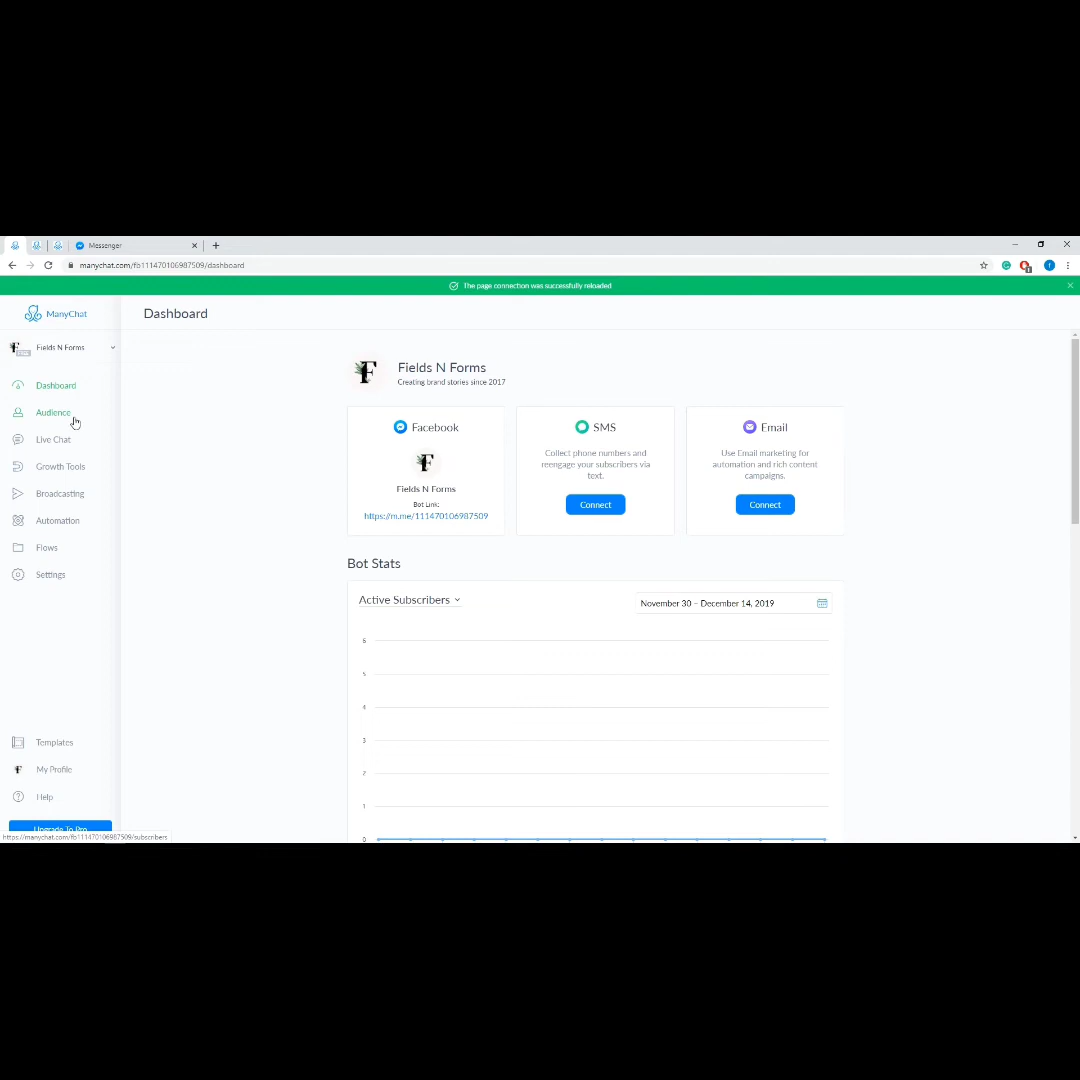 Messenger
manychat.com/fb111470106987509/dashboard
The page connection was successfully reloaded
ManyChat
Dashboard
Fields N Forms
Dashboard
Audience
Live Chat
Growth Tools
Broadcasting
Automation
Flows
Settings
Templates
My Profile
Help
Upgrade To Pro
https://manychat.com/fb111470106987509/subscribers
F
Fields N Forms
Creating brand stories since 2017
Facebook
F
Fields N Forms
Bot Link:
https://m.me/111470106987509
SMS
Collect phone numbers and
reengage your subscribers via
text.
Connect
Email
Use Email marketing for
automation and rich content
campaigns.
Connect
Bot Stats
Active Subscribers
November 30 – December 14, 2019
6
5
4
3
2
1
0